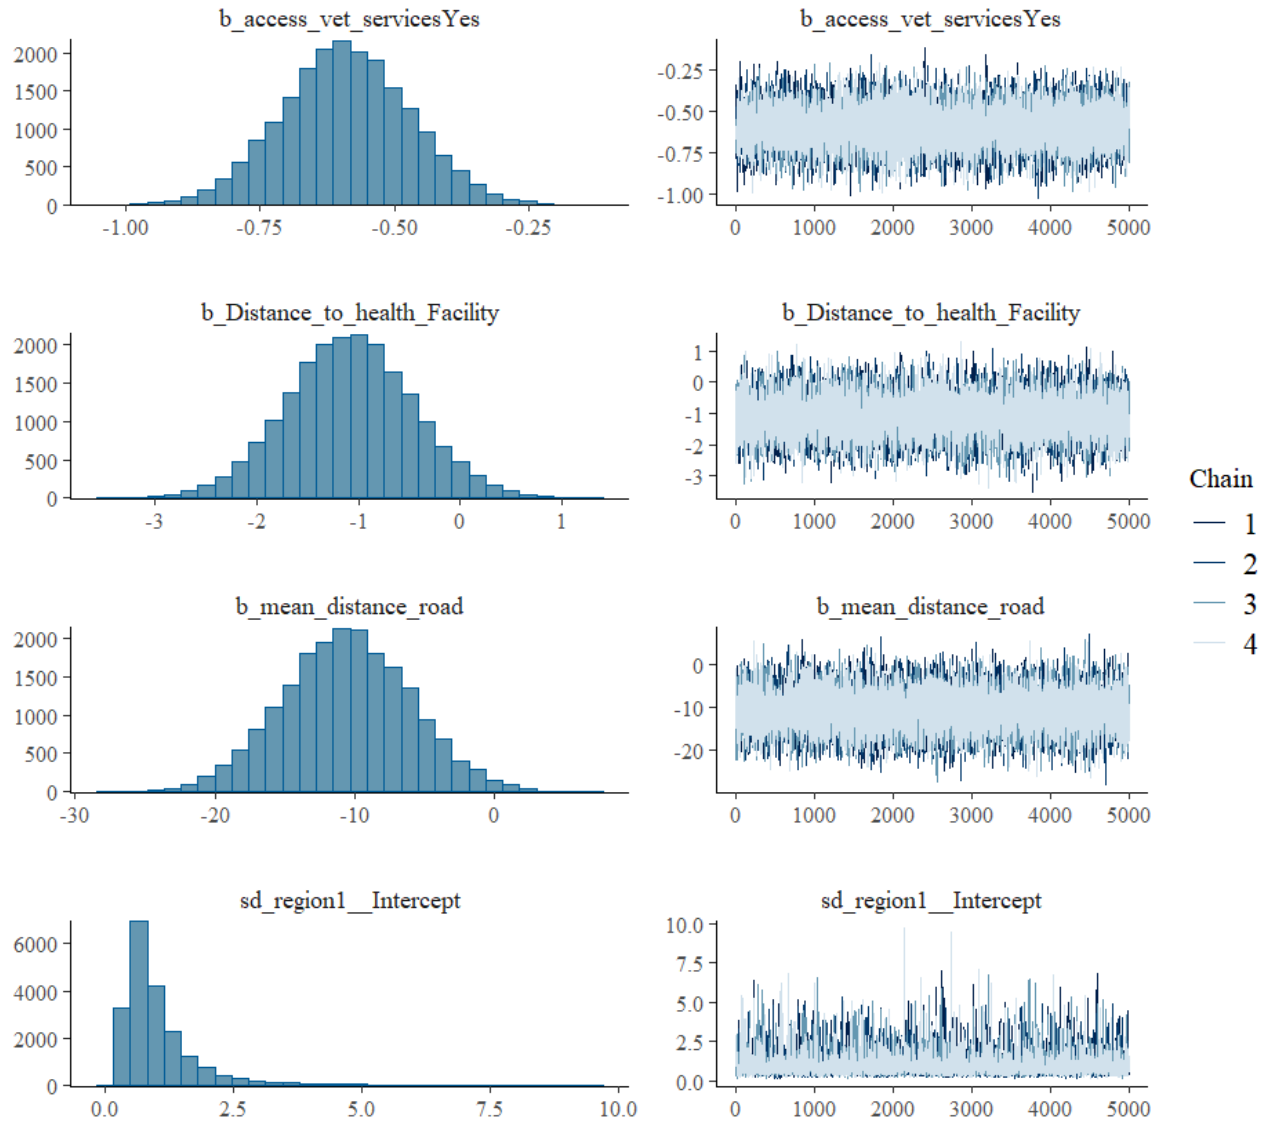 b_access_vet_servicesYes
b_access_vet_servicesYes
2000
1500
1000
500
0
-1.00 -0.75 -0.50 -0.25
-0.25
-0.50
-0.75
-1.00
0 1000 2000 3000 4000 5000
b_Distance_to_health_Facility
b_Distance_to_health_Facility
2000
1500
1000
500
0
-3 -2 -1 0 1
1
0
-1
-2
-3
0 1000 2000 3000 4000 5000
b_mean_distance_road
b_mean_distance_road
2000
1500
1000
500
0
-30 -20 -10 0
0
-10
-20
0 1000 2000 3000 4000 5000
sd_region1__Intercept
sd_region1__Intercept
6000
4000
2000
0
0.0 2.5 5.0 7.5 10.0
10.0
7.5
5.0
2.5
0.0
0 1000 2000 3000 4000 5000
Chain
1
2
3
4